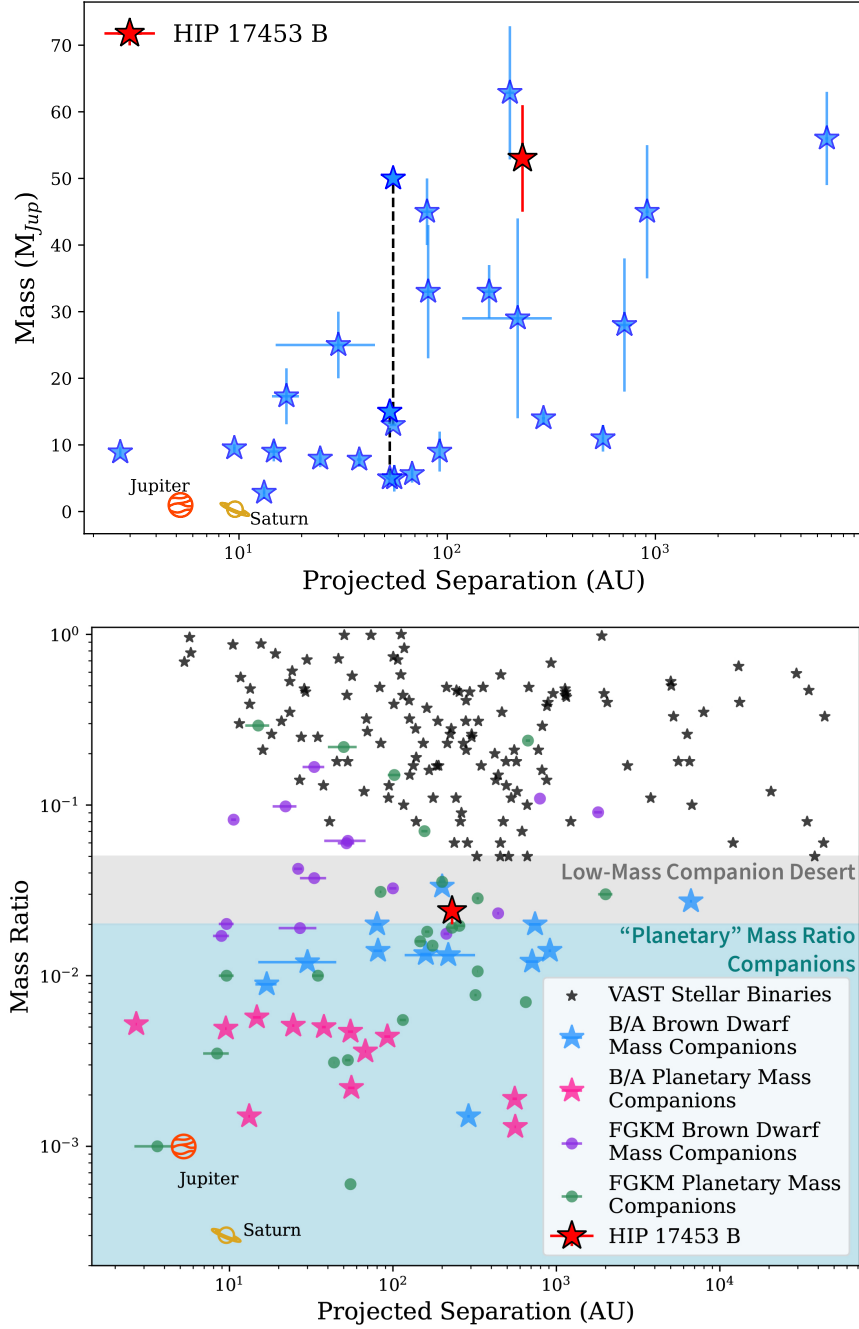 HIP 17453 B
70
60
50
40
30
20
10
0
Mass (M_Jup)
Jupiter
Saturn
10¹
10²
10³
Projected Separation (AU)
10⁰
10⁻¹
10⁻²
10⁻³
Mass Ratio
Low-Mass Companion Desert
“Planetary” Mass Ratio
Companions
VAST Stellar Binaries
B/A Brown Dwarf
Mass Companions
B/A Planetary Mass
Companions
FGKM Brown Dwarf
Mass Companions
FGKM Planetary Mass
Companions
HIP 17453 B
Jupiter
Saturn
10¹
10²
10³
10⁴
Projected Separation (AU)